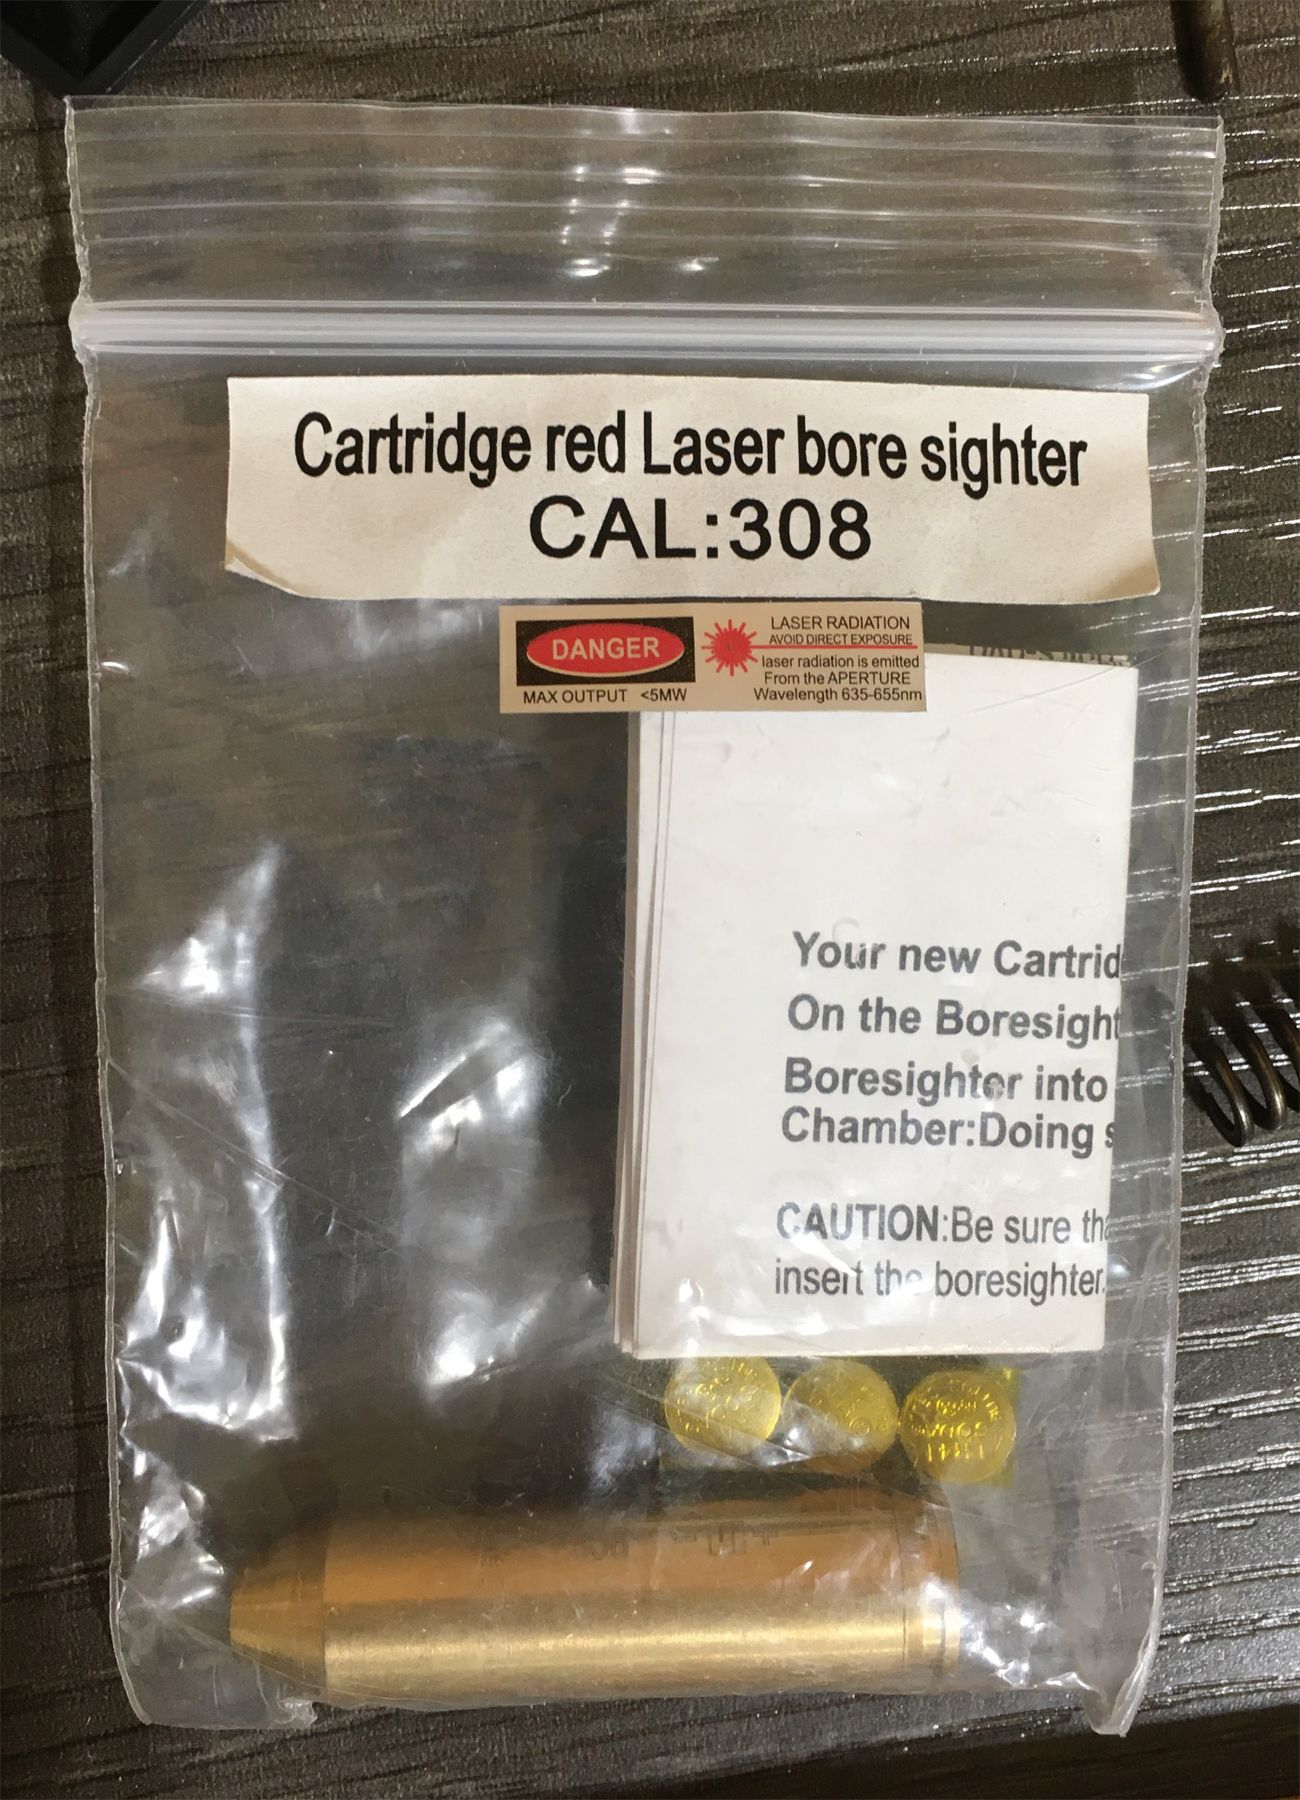 Cartridge red Laser bore sighter
CAL:308
DANGER
MAX OUTPUT <5MW
LASER RADIATION
AVOID DIRECT EXPOSURE
laser radiation is emitted
From the APERTURE
Wavelength 635-655nm
Your new Cartrid
On the Boresight
Boresighter into
Chamber:Doing s
CAUTION:Be sure tha
insert the boresighter.
LR41